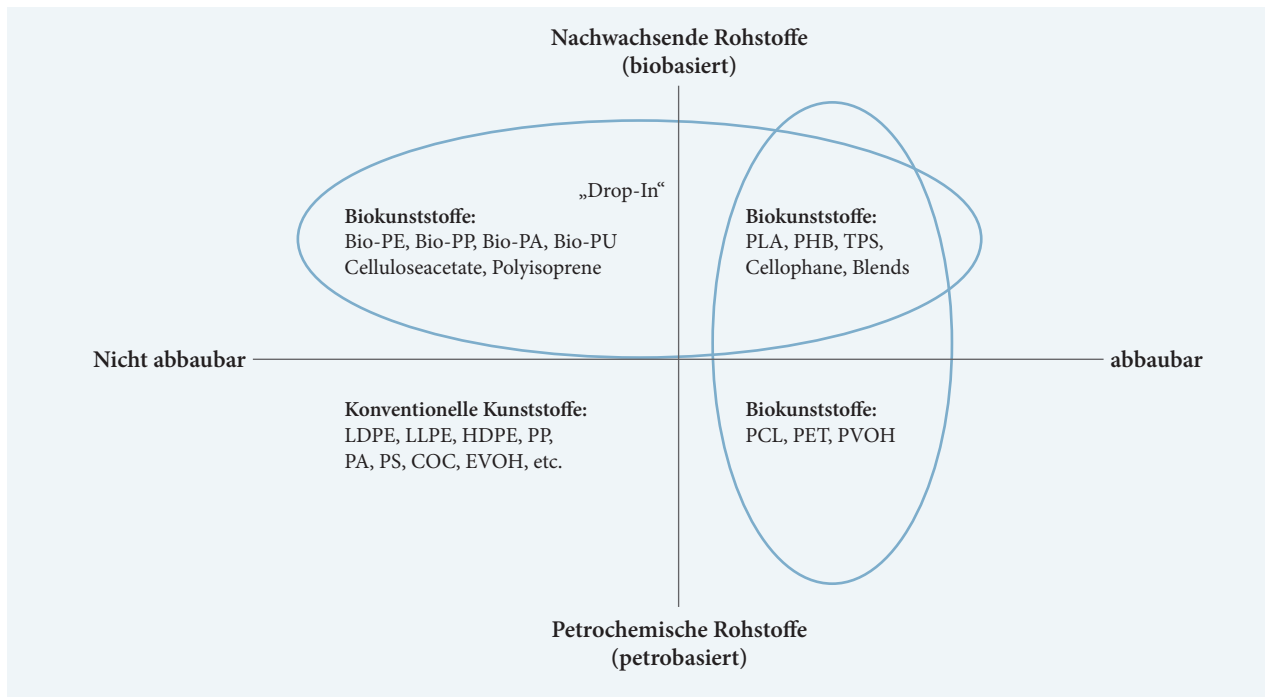 Nachwachsende Rohstoffe
(biobasiert)
„Drop-In“
Biokunststoffe:
Bio-PE, Bio-PP, Bio-PA, Bio-PU
Celluloseacetate, Polyisoprene
Biokunststoffe:
PLA, PHB, TPS,
Cellophane, Blends
Nicht abbaubar
abbaubar
Konventionelle Kunststoffe:
LDPE, LLPE, HDPE, PP,
PA, PS, COC, EVOH, etc.
Biokunststoffe:
PCL, PET, PVOH
Petrochemische Rohstoffe
(petrobasiert)